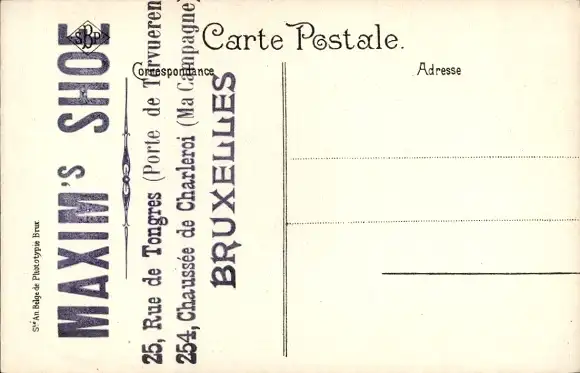 Carte Postale.
Correspondance
Adresse
SBP
MAXIM's SHOE
25, Rue de Tongres (Porte de Tervueren
254, Chaussée de Charleroi (Ma Campagne)
BRUXELLES
Sté An Belge de Phototypie Brux